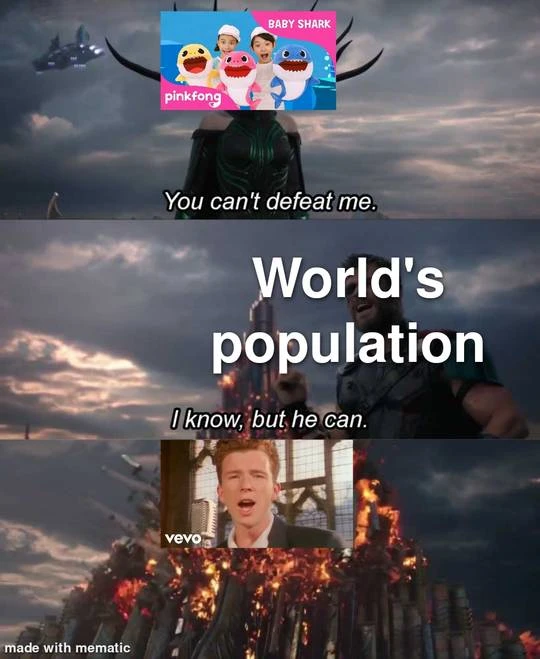 BABY SHARK
pinkfong
You can't defeat me.
World's
population
I know, but he can.
vevo
made with mematic